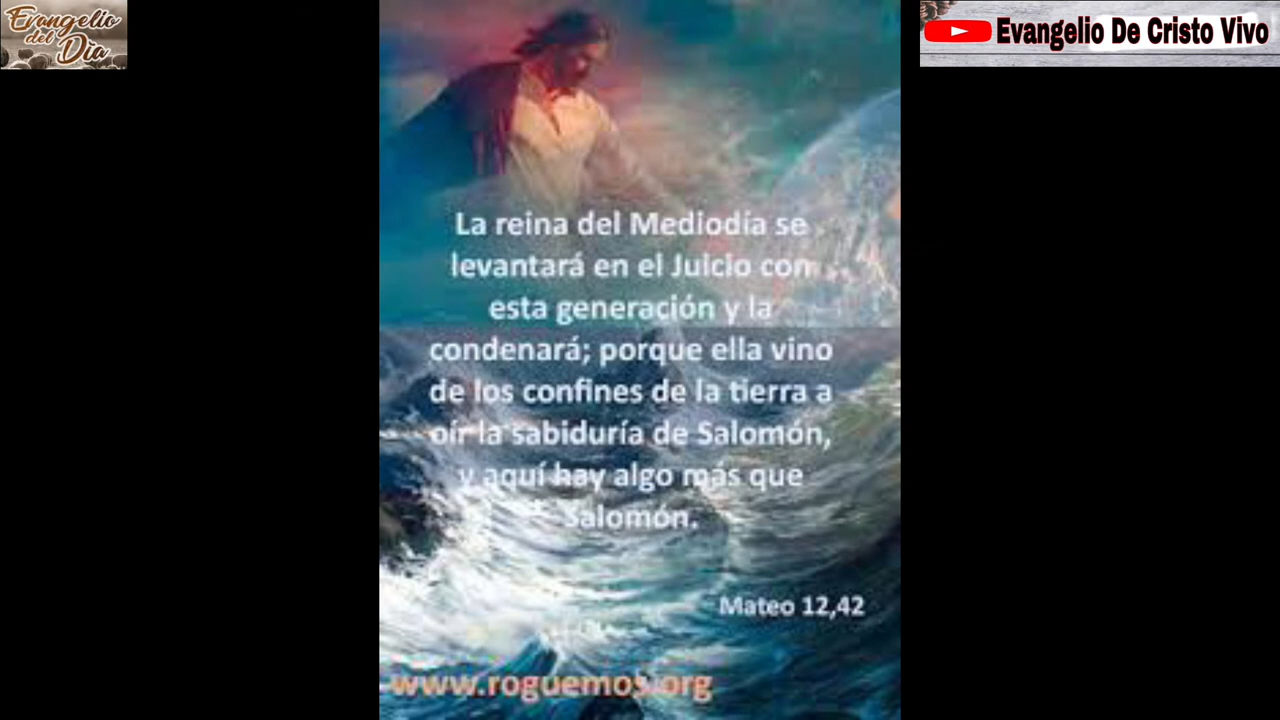 Evangelio
del
Día
Evangelio De Cristo Vivo
La reina del Mediodía se
levantará en el Juicio con
esta generación y la
condenará; porque ella vino
de los confines de la tierra a
oír la sabiduría de Salomón,
y aquí hay algo más que
Salomón.
Mateo 12,42
www.roguemos.org